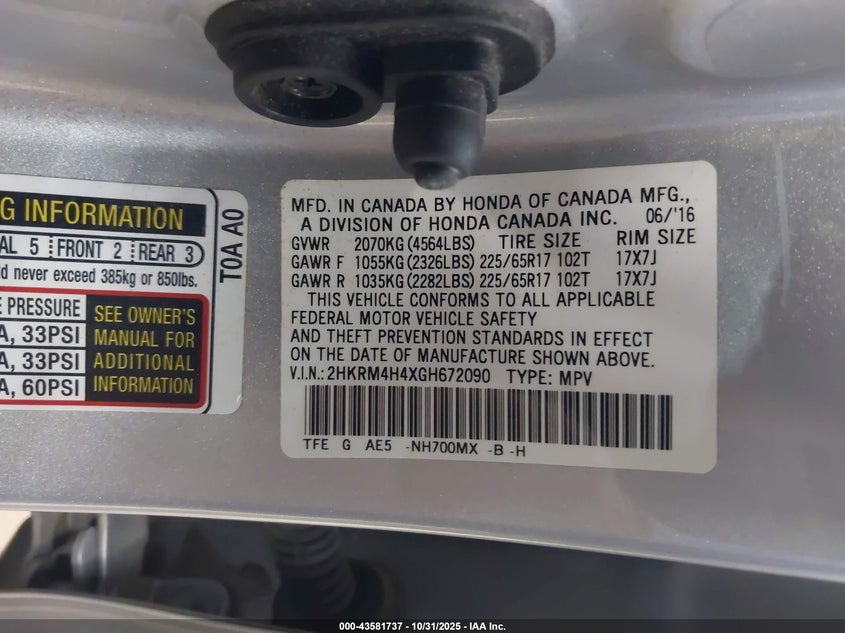 G INFORMATION
AL 5 FRONT 2 REAR 3
d never exceed 385kg or 850lbs.
E PRESSURE
A, 33PSI
A, 33PSI
A, 60PSI
SEE OWNER'S
MANUAL FOR
ADDITIONAL
INFORMATION
T0A A0
MFD. IN CANADA BY HONDA OF CANADA MFG.,
A DIVISION OF HONDA CANADA INC. 06/'16
GVWR 2070KG(4564LBS) TIRE SIZE RIM SIZE
GAWR F 1055KG(2326LBS) 225/65R17 102T 17X7J
GAWR R 1035KG(2282LBS) 225/65R17 102T 17X7J
THIS VEHICLE CONFORMS TO ALL APPLICABLE
FEDERAL MOTOR VEHICLE SAFETY
AND THEFT PREVENTION STANDARDS IN EFFECT
ON THE DATE OF MANUFACTURE SHOWN ABOVE.
V.I.N.: 2HKRM4H4XGH672090 TYPE: MPV
TFE G AE5 -NH700MX -B -H
000-43581737 - 10/31/2025 - IAA Inc.